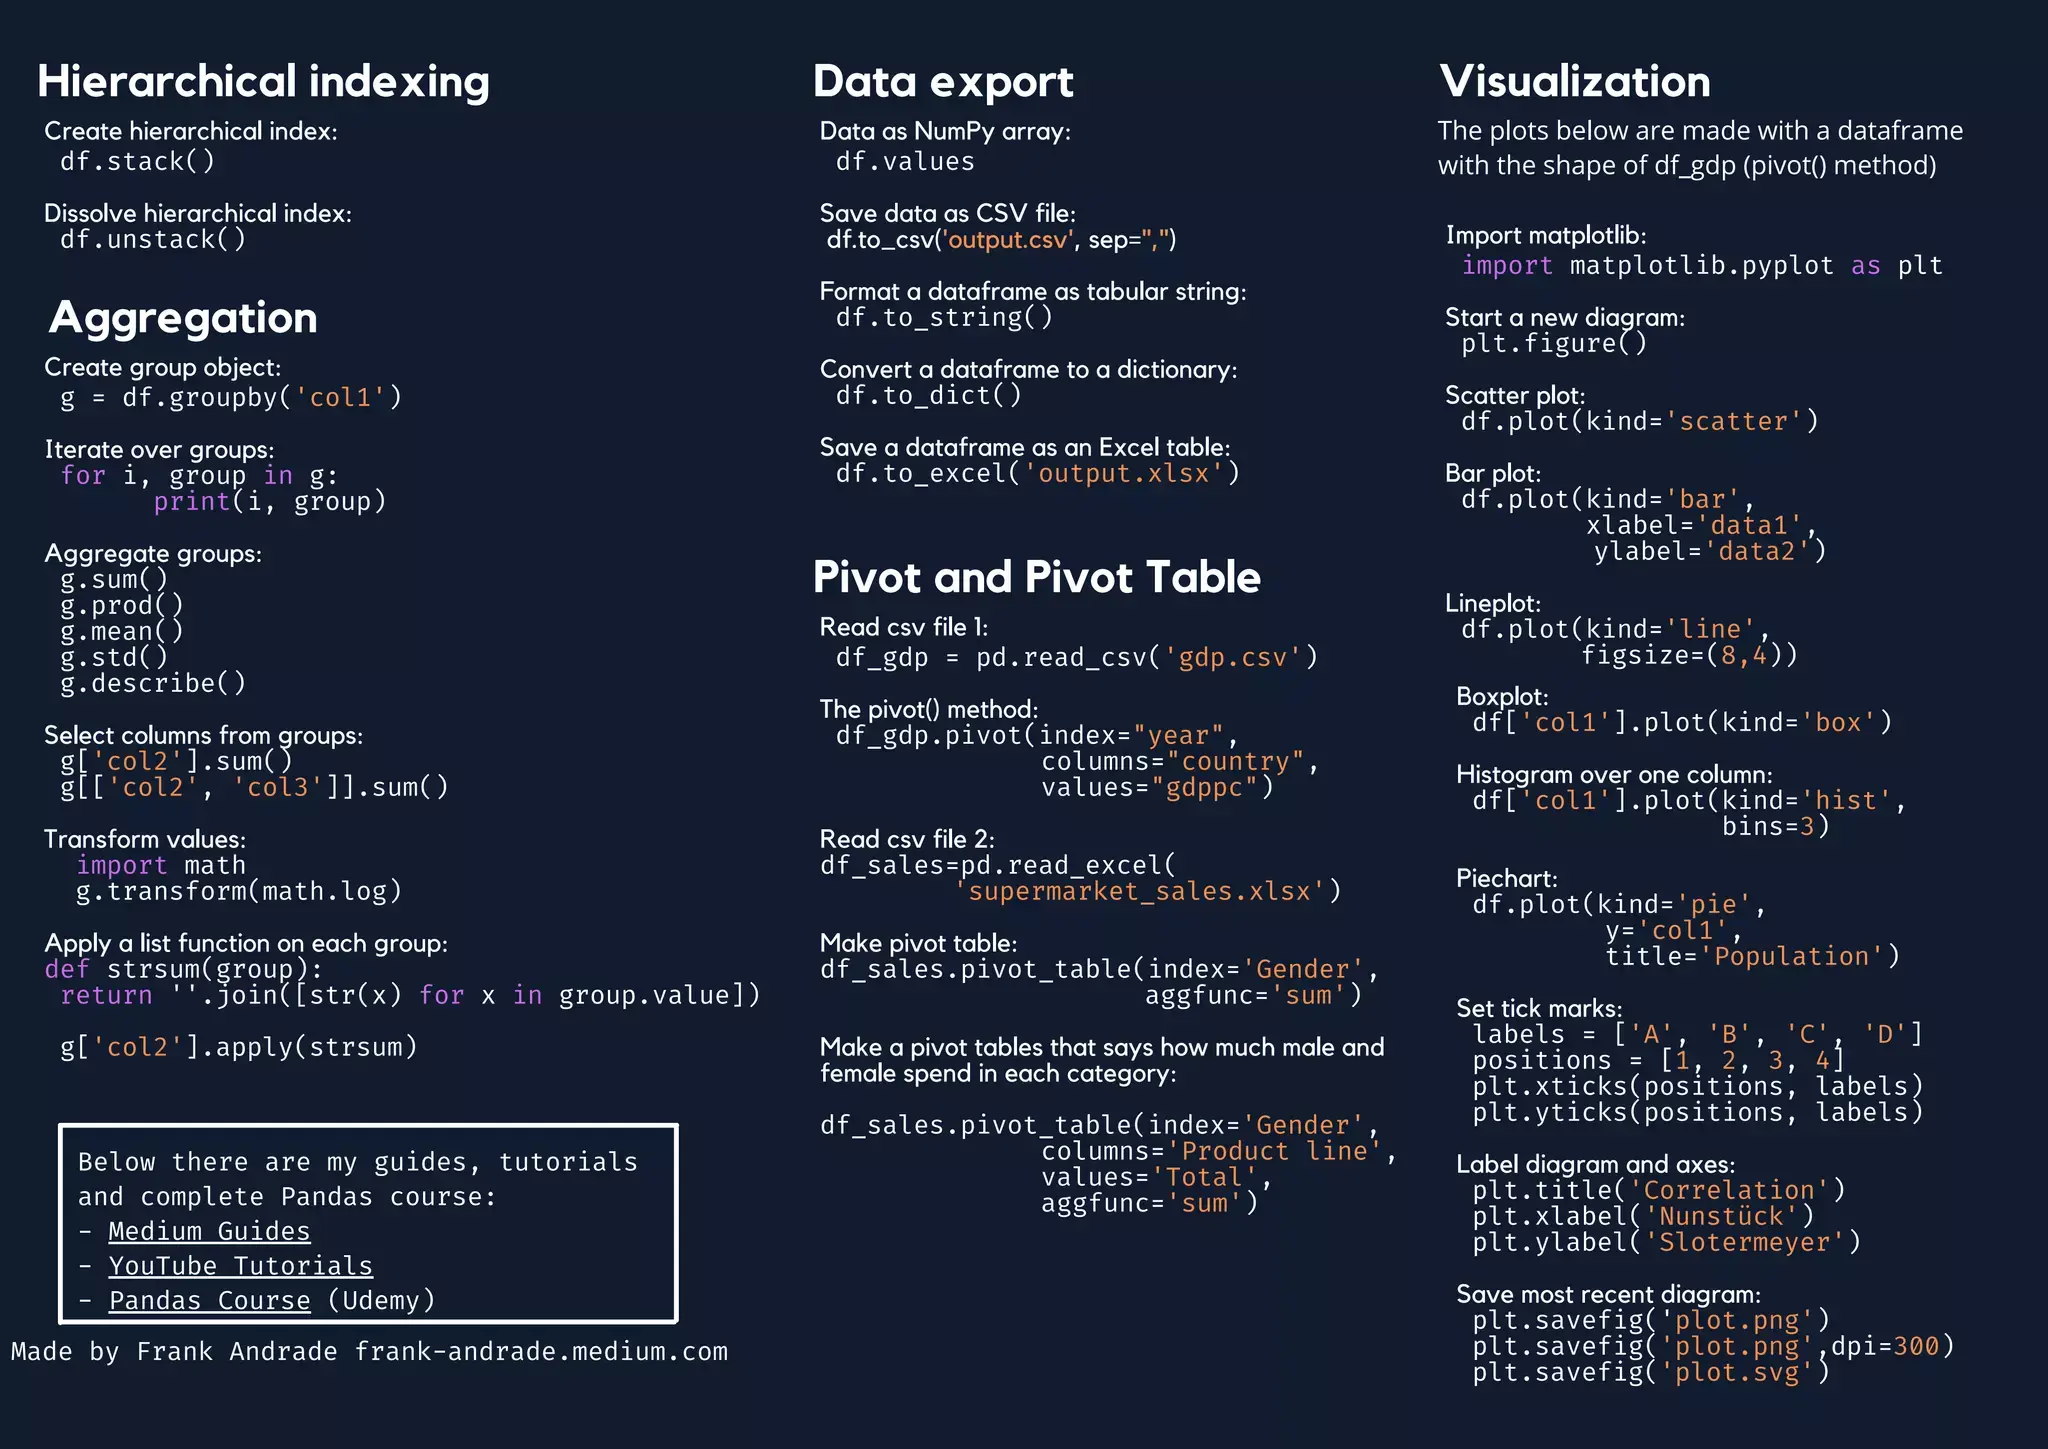 Hierarchical indexing
Create hierarchical index:
df.stack()
Dissolve hierarchical index:
df.unstack()
Aggregation
Create group object:
g = df.groupby('col1')
Iterate over groups:
for i, group in g:
print(i, group)
Aggregate groups:
g.sum()
g.prod()
g.mean()
g.std()
g.describe()
Select columns from groups:
g['col2'].sum()
g[['col2', 'col3']].sum()
Transform values:
import math
g.transform(math.log)
Apply a list function on each group:
def strsum(group):
return ''.join([str(x) for x in group.value])
g['col2'].apply(strsum)
Below there are my guides, tutorials
and complete Pandas course:
- Medium Guides
- YouTube Tutorials
- Pandas Course (Udemy)
Made by Frank Andrade frank-andrade.medium.com
Data export
Data as NumPy array:
df.values
Save data as CSV file:
df.to_csv('output.csv', sep=",")
Format a dataframe as tabular string:
df.to_string()
Convert a dataframe to a dictionary:
df.to_dict()
Save a dataframe as an Excel table:
df.to_excel('output.xlsx')
Pivot and Pivot Table
Read csv file 1:
df_gdp = pd.read_csv('gdp.csv')
The pivot() method:
df_gdp.pivot(index="year",
columns="country",
values="gdppc")
Read csv file 2:
df_sales=pd.read_excel(
'supermarket_sales.xlsx')
Make pivot table:
df_sales.pivot_table(index='Gender',
aggfunc='sum')
Make a pivot tables that says how much male and
female spend in each category:
df_sales.pivot_table(index='Gender',
columns='Product line',
values='Total',
aggfunc='sum')
Visualization
The plots below are made with a dataframe
with the shape of df_gdp (pivot() method)
Import matplotlib:
import matplotlib.pyplot as plt
Start a new diagram:
plt.figure()
Scatter plot:
df.plot(kind='scatter')
Bar plot:
df.plot(kind='bar',
xlabel='data1',
ylabel='data2')
Lineplot:
df.plot(kind='line',
figsize=(8,4))
Boxplot:
df['col1'].plot(kind='box')
Histogram over one column:
df['col1'].plot(kind='hist',
bins=3)
Piechart:
df.plot(kind='pie',
y='col1',
title='Population')
Set tick marks:
labels = ['A', 'B', 'C', 'D']
positions = [1, 2, 3, 4]
plt.xticks(positions, labels)
plt.yticks(positions, labels)
Label diagram and axes:
plt.title('Correlation')
plt.xlabel('Nunstück')
plt.ylabel('Slotermeyer')
Save most recent diagram:
plt.savefig('plot.png')
plt.savefig('plot.png',dpi=300)
plt.savefig('plot.svg')